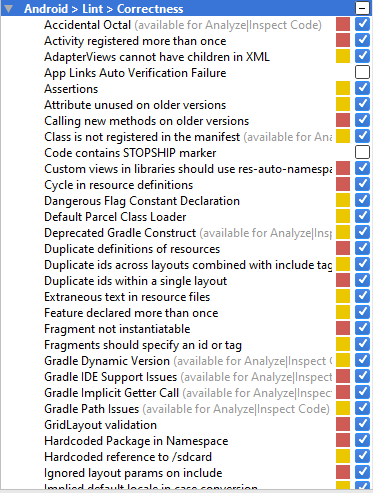 Android > Lint > Correctness
Accidental Octal (available for Analyze|Inspect Code)
Activity registered more than once
AdapterViews cannot have children in XML
App Links Auto Verification Failure
Assertions
Attribute unused on older versions
Calling new methods on older versions
Class is not registered in the manifest (available for Ana
Code contains STOPSHIP marker
Custom views in libraries should use res-auto-namespa
Cycle in resource definitions
Dangerous Flag Constant Declaration
Default Parcel Class Loader
Deprecated Gradle Construct (available for Analyze|Insp
Duplicate definitions of resources
Duplicate ids across layouts combined with include tag
Duplicate ids within a single layout
Extraneous text in resource files
Feature declared more than once
Fragment not instantiatable
Fragments should specify an id or tag
Gradle Dynamic Version (available for Analyze|Inspect C
Gradle IDE Support Issues (available for Analyze|Inspect
Gradle Implicit Getter Call (available for Analyze|Inspect
Gradle Path Issues (available for Analyze|Inspect Code)
GridLayout validation
Hardcoded Package in Namespace
Hardcoded reference to /sdcard
Ignored layout params on include
Implied default locale in case conversion